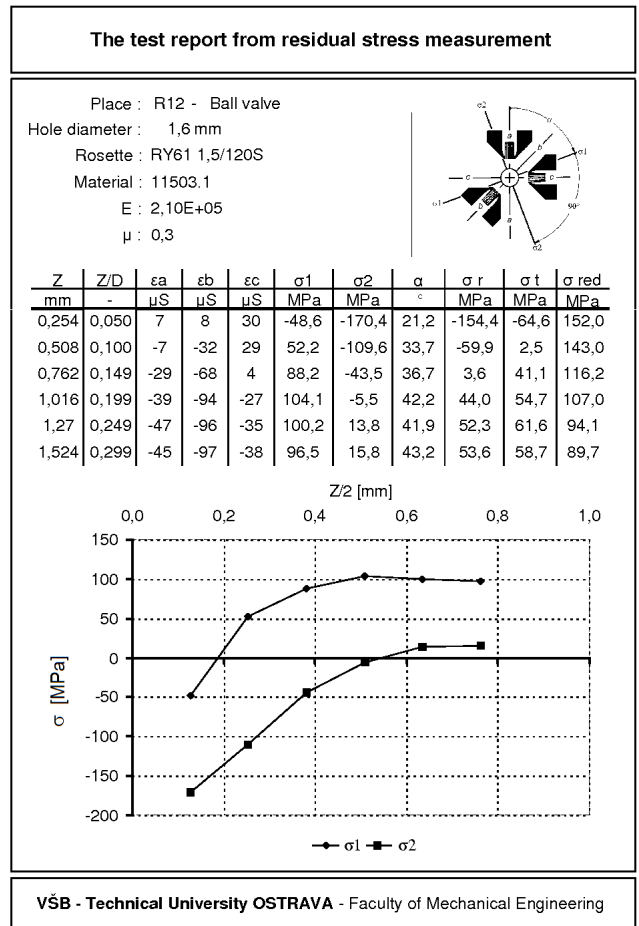 The test report from residual stress measurement
Place : R12 - Ball valve
Hole diameter : 1,6 mm
Rosette : RY61 1,5/120S
Material : 11503.1
E : 2,10E+05
µ : 0,3
σ2
α
a
b
σ1
c
c
σ1
b
a
90°
σ2
Z Z/D εa εb εc σ1 σ2 α σ r σ t σ red
mm - µS µS µS MPa MPa ° MPa MPa MPa
0,254 0,050 7 8 30 -48,6 -170,4 21,2 -154,4 -64,6 152,0
0,508 0,100 -7 -32 29 52,2 -109,6 33,7 -59,9 2,5 143,0
0,762 0,149 -29 -68 4 88,2 -43,5 36,7 3,6 41,1 116,2
1,016 0,199 -39 -94 -27 104,1 -5,5 42,2 44,0 54,7 107,0
1,27 0,249 -47 -96 -35 100,2 13,8 41,9 52,3 61,6 94,1
1,524 0,299 -45 -97 -38 96,5 15,8 43,2 53,6 58,7 89,7
Z/2 [mm]
0,0 0,2 0,4 0,6 0,8 1,0
150
100
50
0
-50
-100
-150
-200
σ [MPa]
σ1 σ2
VŠB - Technical University OSTRAVA - Faculty of Mechanical Engineering